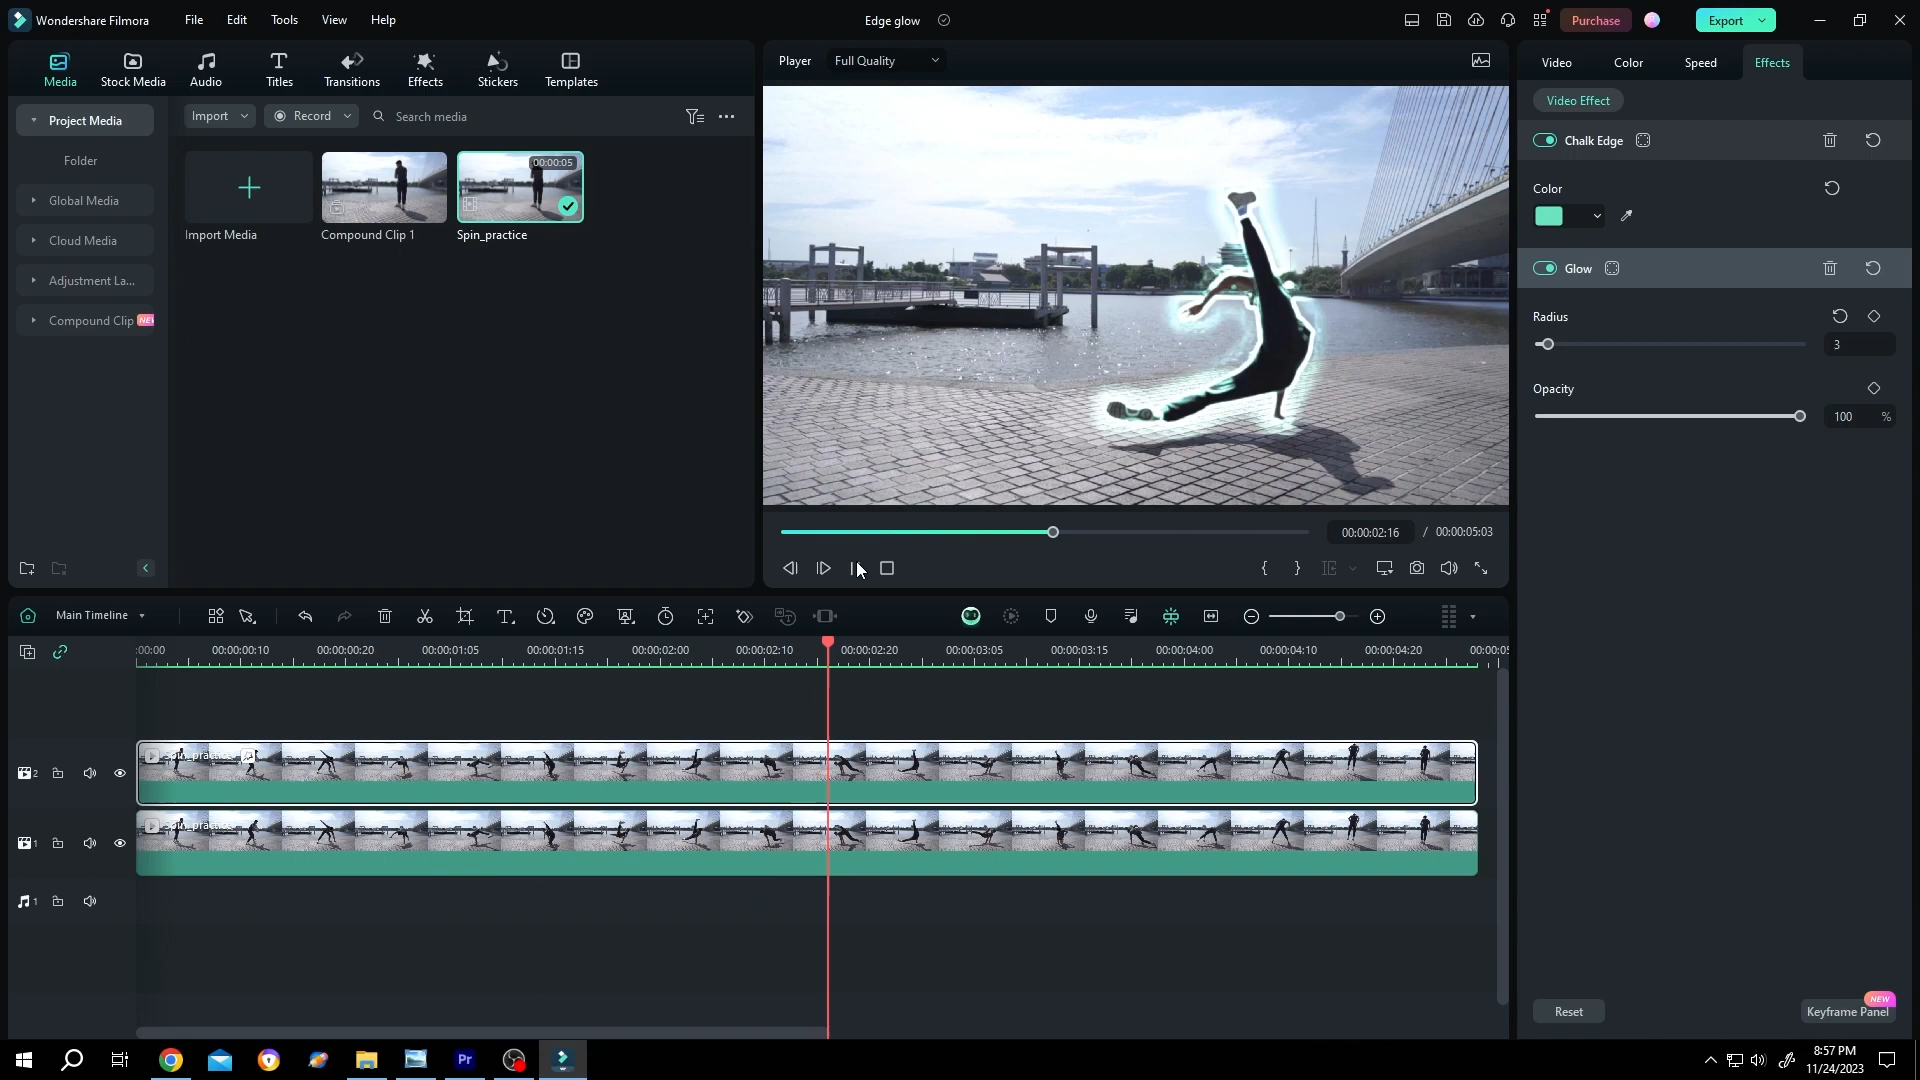 Wondershare Filmora
File
Edit
Tools
View
Help
Edge glow
Purchase
Export
Media
Stock Media
Audio
Titles
Transitions
Effects
Stickers
Templates
Player
Full Quality
Video
Color
Speed
Effects
Project Media
Import
Record
Search media
Video Effect
Chalk Edge
Folder
00:00:05
Global Media
Color
Import Media
Compound Clip 1
Spin_practice
Cloud Media
Glow
Adjustment La...
Compound Clip
Radius
3
Opacity
100
%
00:00:02:16
/
00:00:05:03
Main Timeline
:00:00
00:00:00:10
00:00:00:20
00:00:01:05
00:00:01:15
00:00:02:00
00:00:02:10
00:00:02:20
00:00:03:05
00:00:03:15
00:00:04:00
00:00:04:10
00:00:04:20
Spin_practice
2
Spin_practice
1
1
NEW
Reset
Keyframe Panel
Pr
8:57 PM
11/24/2023